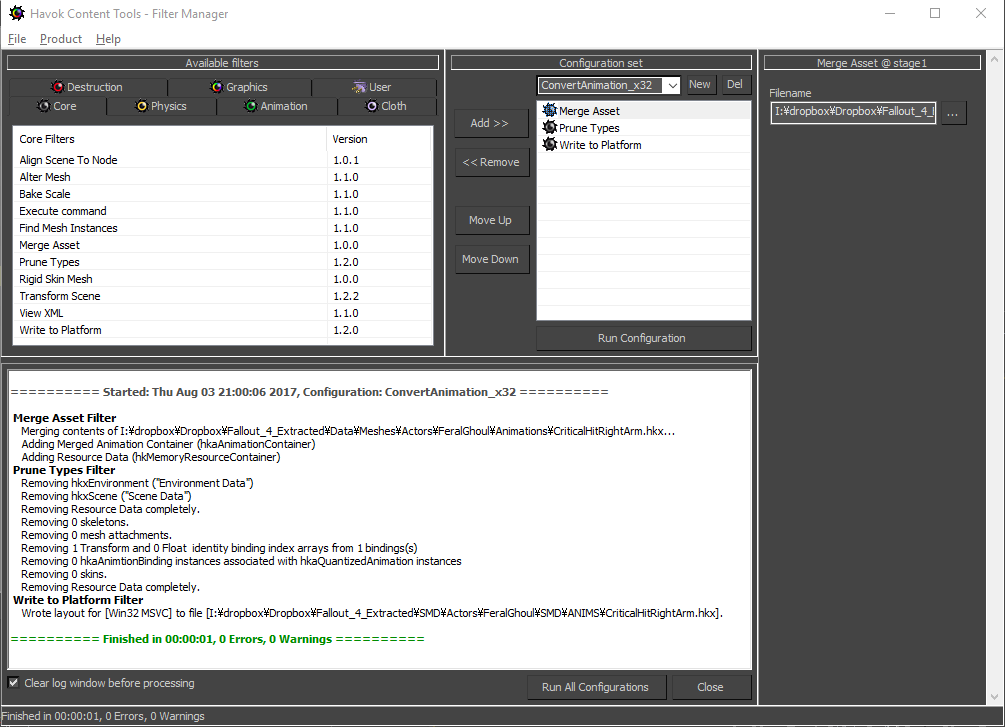 Havok Content Tools - Filter Manager
File Product Help
Available filters
Destruction Graphics User
Core Physics Animation Cloth
Core Filters Version
Align Scene To Node 1.0.1
Alter Mesh 1.1.0
Bake Scale 1.1.0
Execute command 1.1.0
Find Mesh Instances 1.1.0
Merge Asset 1.0.0
Prune Types 1.2.0
Rigid Skin Mesh 1.0.0
Transform Scene 1.2.2
View XML 1.1.0
Write to Platform 1.2.0
Configuration set
ConvertAnimation_x32 New Del
Add >>
<< Remove
Move Up
Move Down
Merge Asset
Prune Types
Write to Platform
Run Configuration
Merge Asset @ stage1
Filename
I:¥dropbox¥Dropbox¥Fallout_4_ ...
========== Started: Thu Aug 03 21:00:06 2017, Configuration: ConvertAnimation_x32 ==========
Merge Asset Filter
Merging contents of I:¥dropbox¥Dropbox¥Fallout_4_Extracted¥Data¥Meshes¥Actors¥FeralGhoul¥Animations¥CriticalHitRightArm.hkx...
Adding Merged Animation Container (hkaAnimationContainer)
Adding Resource Data (hkMemoryResourceContainer)
Prune Types Filter
Removing hkxEnvironment ("Environment Data")
Removing hkxScene ("Scene Data")
Removing Resource Data completely.
Removing 0 skeletons.
Removing 0 mesh attachments.
Removing 1 Transform and 0 Float identity binding index arrays from 1 bindings(s)
Removing 0 hkaAnimtionBinding instances associated with hkaQuantizedAnimation instances
Removing 0 skins.
Removing Resource Data completely.
Write to Platform Filter
Wrote layout for [Win32 MSVC] to file [I:¥dropbox¥Dropbox¥Fallout_4_Extracted¥SMD¥Actors¥FeralGhoul¥SMD¥ANIMS¥CriticalHitRightArm.hkx].
========== Finished in 00:00:01, 0 Errors, 0 Warnings ==========
Clear log window before processing
Run All Configurations Close
Finished in 00:00:01, 0 Errors, 0 Warnings